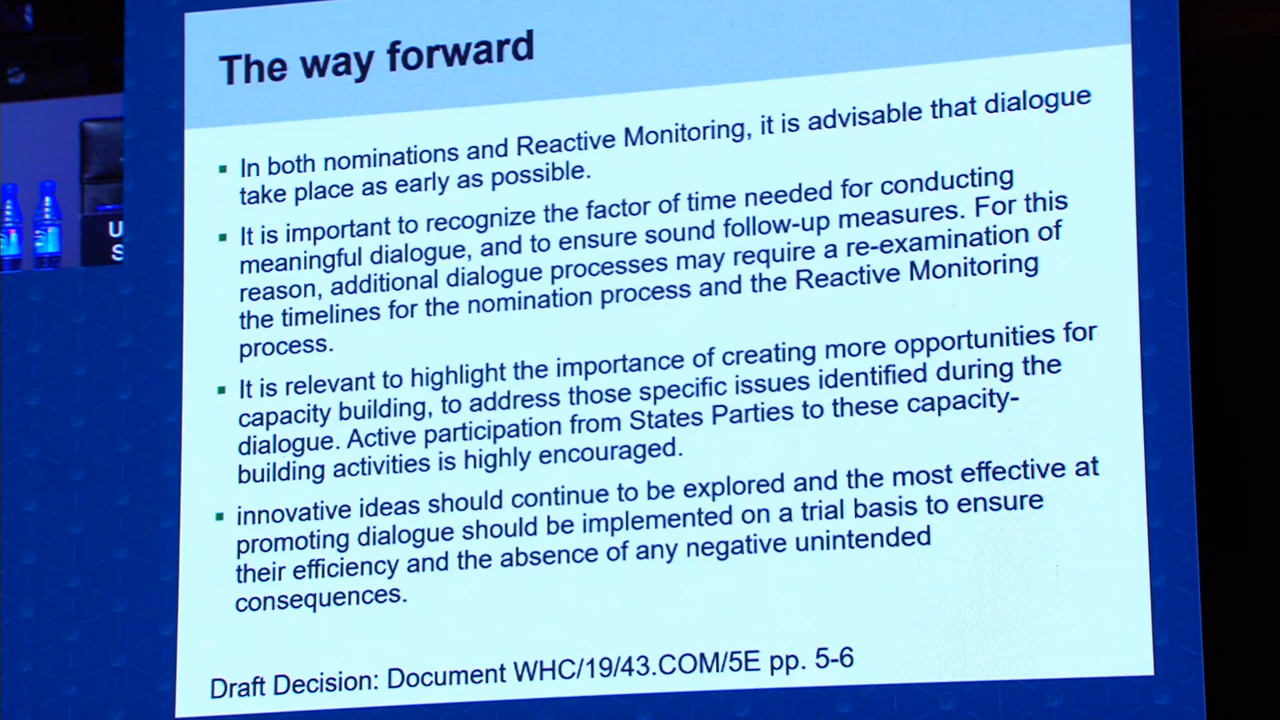 The way forward
In both nominations and Reactive Monitoring, it is advisable that dialogue
take place as early as possible.
It is important to recognize the factor of time needed for conducting
meaningful dialogue, and to ensure sound follow-up measures. For this
reason, additional dialogue processes may require a re-examination of
the timelines for the nomination process and the Reactive Monitoring
process.
It is relevant to highlight the importance of creating more opportunities for
capacity building, to address those specific issues identified during the
dialogue. Active participation from States Parties to these capacity-
building activities is highly encouraged.
innovative ideas should continue to be explored and the most effective at
promoting dialogue should be implemented on a trial basis to ensure
their efficiency and the absence of any negative unintended
consequences.
Draft Decision: Document WHC/19/43.COM/5E pp. 5-6
U
S